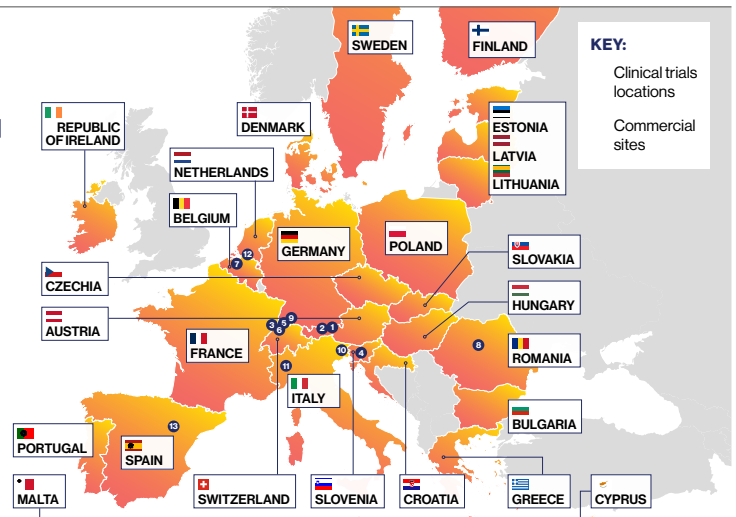 SWEDEN
FINLAND
KEY:
Clinical trials
locations
Commercial
sites
REPUBLIC
OF IRELAND
DENMARK
ESTONIA
LATVIA
LITHUANIA
NETHERLANDS
BELGIUM
GERMANY
POLAND
SLOVAKIA
12
7
CZECHIA
HUNGARY
AUSTRIA
9
5
3
6
2
1
FRANCE
10
4
8
ROMANIA
11
ITALY
BULGARIA
13
PORTUGAL
SPAIN
MALTA
SWITZERLAND
SLOVENIA
CROATIA
GREECE
CYPRUS